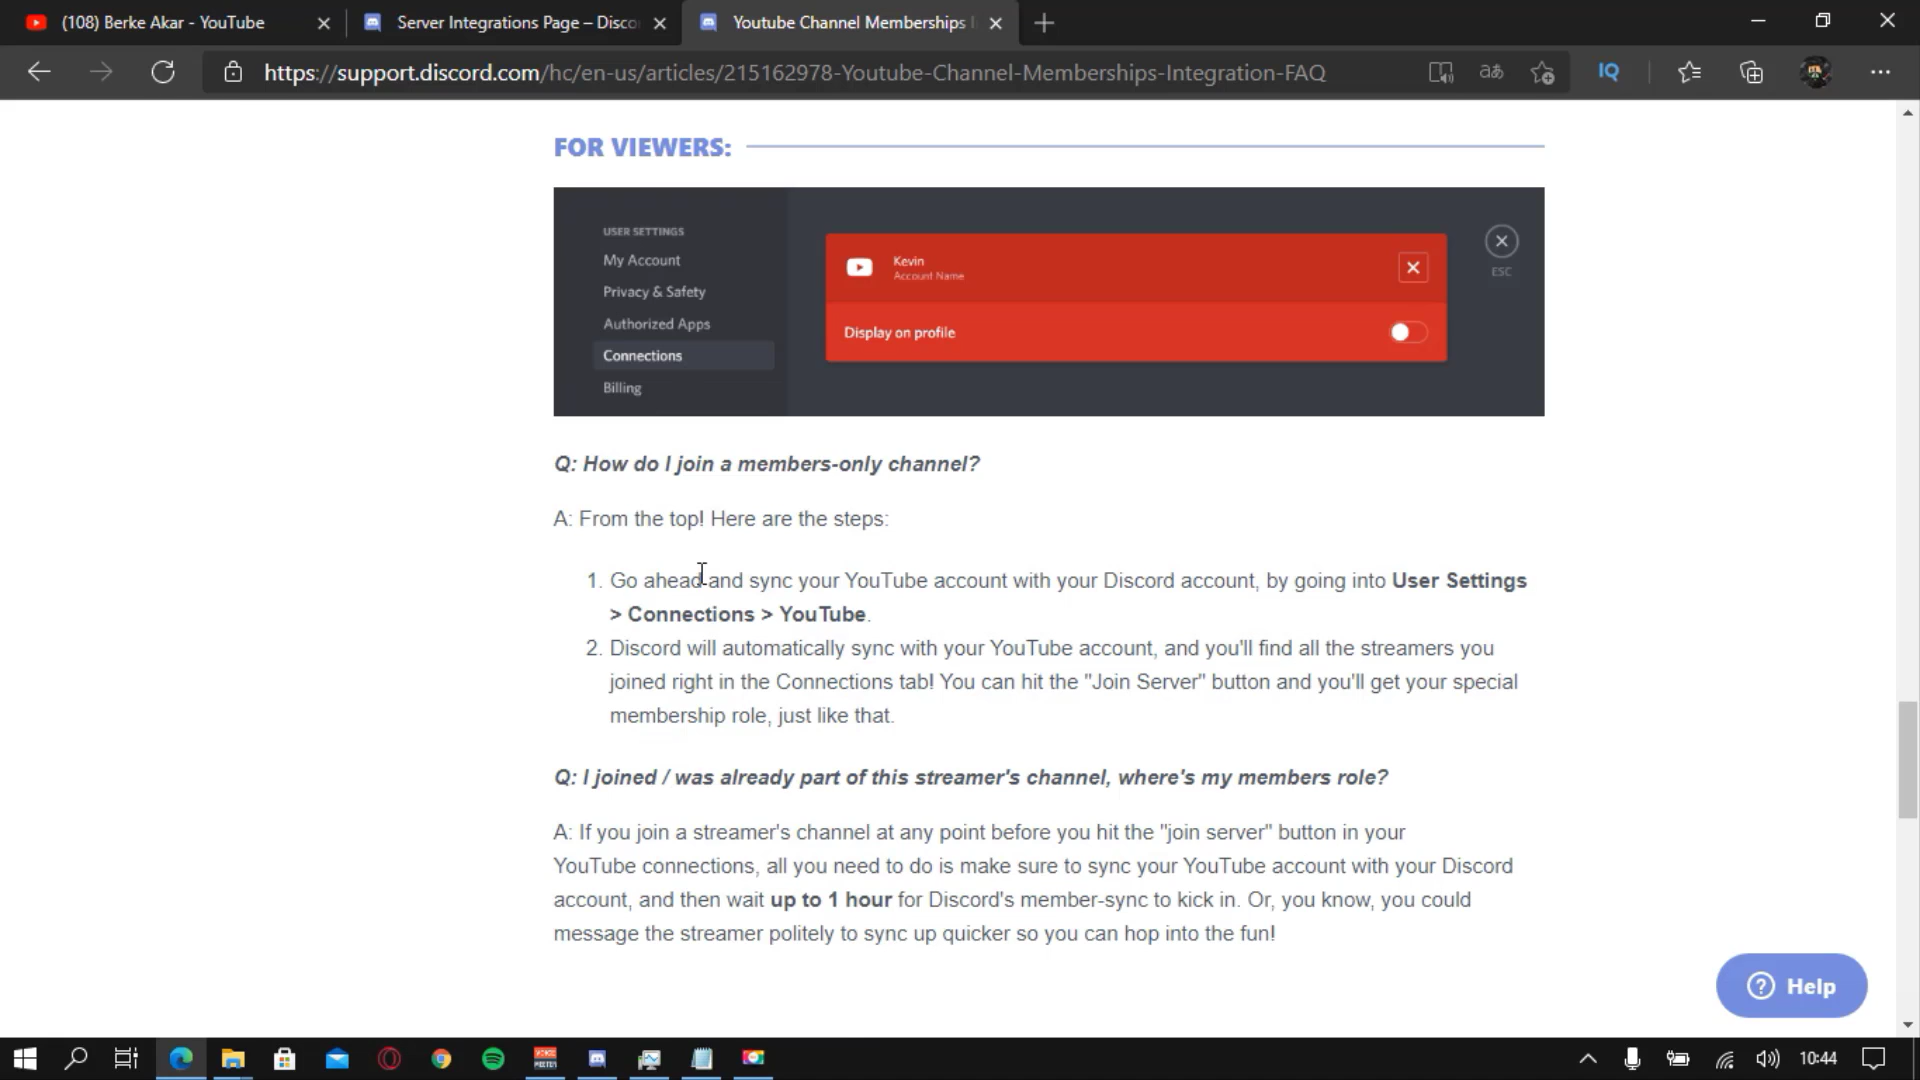 (108) Berke Akar - YouTube
Server Integrations Page – Disco
Youtube Channel Memberships I
https://support.discord.com/hc/en-us/articles/215162978-Youtube-Channel-Memberships-Integration-FAQ
aあ
IQ
FOR VIEWERS:
USER SETTINGS
My Account
Privacy & Safety
Authorized Apps
Connections
Billing
Kevin
Account Name
Display on profile
ESC
Q: How do I join a members-only channel?
A: From the top! Here are the steps:
1. Go ahead and sync your YouTube account with your Discord account, by going into User Settings
> Connections > YouTube.
2. Discord will automatically sync with your YouTube account, and you'll find all the streamers you
joined right in the Connections tab! You can hit the "Join Server" button and you'll get your special
membership role, just like that.
Q: I joined / was already part of this streamer's channel, where's my members role?
A: If you join a streamer's channel at any point before you hit the "join server" button in your
YouTube connections, all you need to do is make sure to sync your YouTube account with your Discord
account, and then wait up to 1 hour for Discord's member-sync to kick in. Or, you know, you could
message the streamer politely to sync up quicker so you can hop into the fun!
Help
VOICE
MEETER
10:44